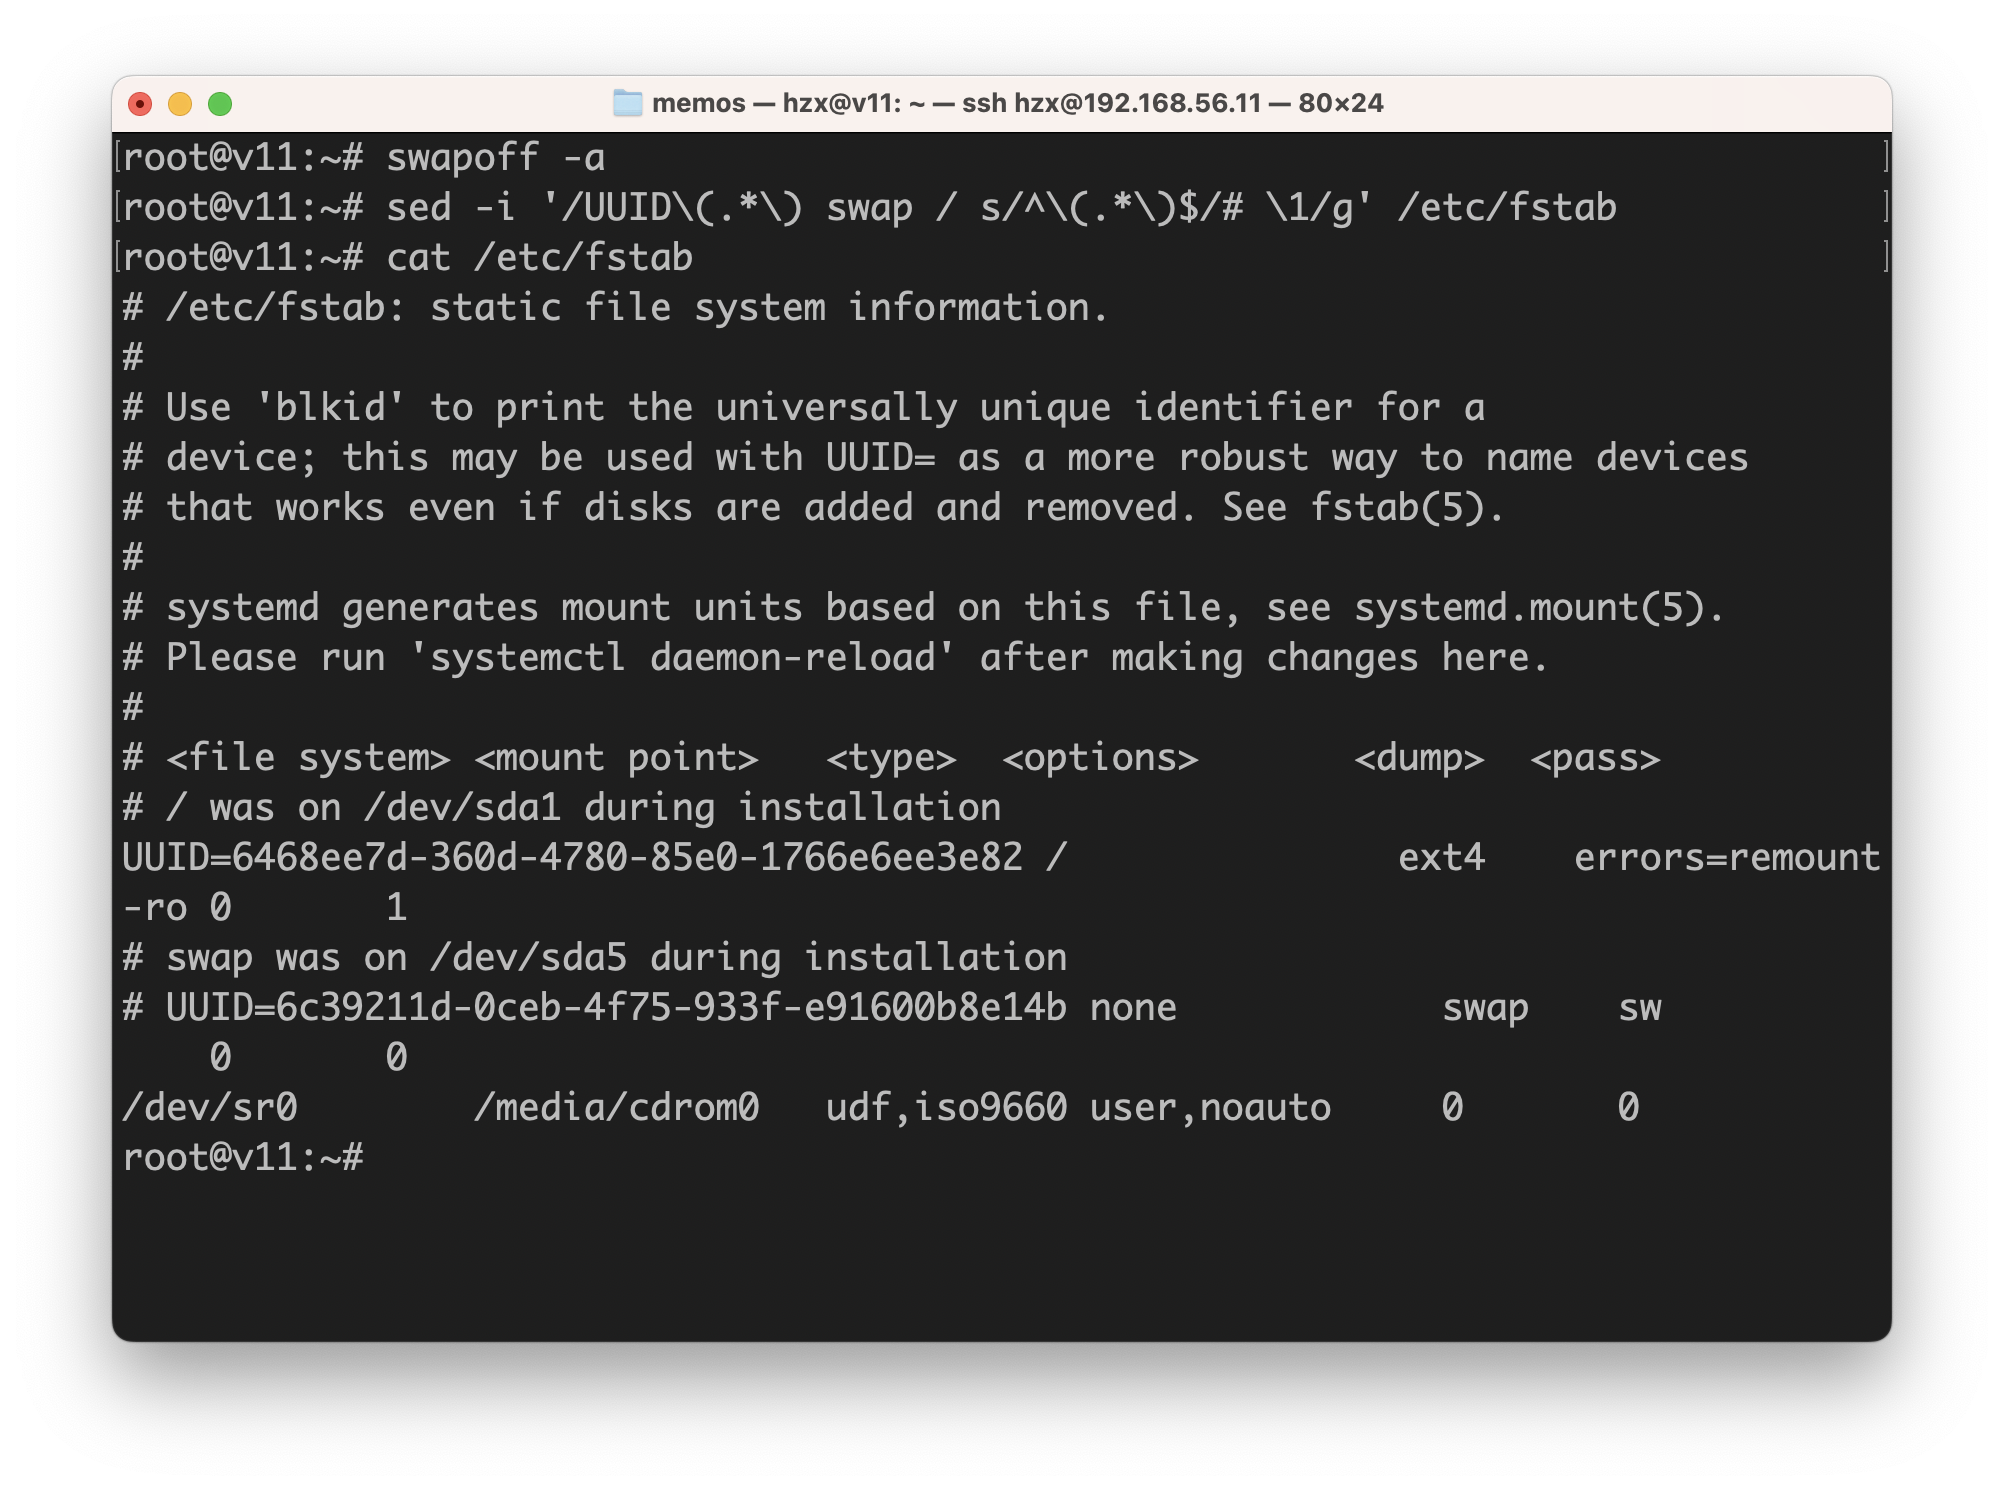 memos — hzx@v11: ~ — ssh hzx@192.168.56.11 — 80×24
[root@v11:~# swapoff -a ]
[root@v11:~# sed -i '/UUID\(.*\) swap / s/^\(.*\)$/# \1/g' /etc/fstab ]
[root@v11:~# cat /etc/fstab ]
# /etc/fstab: static file system information.
#
# Use 'blkid' to print the universally unique identifier for a
# device; this may be used with UUID= as a more robust way to name devices
# that works even if disks are added and removed. See fstab(5).
#
# systemd generates mount units based on this file, see systemd.mount(5).
# Please run 'systemctl daemon-reload' after making changes here.
#
# <file system> <mount point>   <type>  <options>       <dump>  <pass>
# / was on /dev/sda1 during installation
UUID=6468ee7d-360d-4780-85e0-1766e6ee3e82 /               ext4    errors=remount
-ro 0       1
# swap was on /dev/sda5 during installation
# UUID=6c39211d-0ceb-4f75-933f-e91600b8e14b none            swap    sw
    0       0
/dev/sr0        /media/cdrom0   udf,iso9660 user,noauto     0       0
root@v11:~#